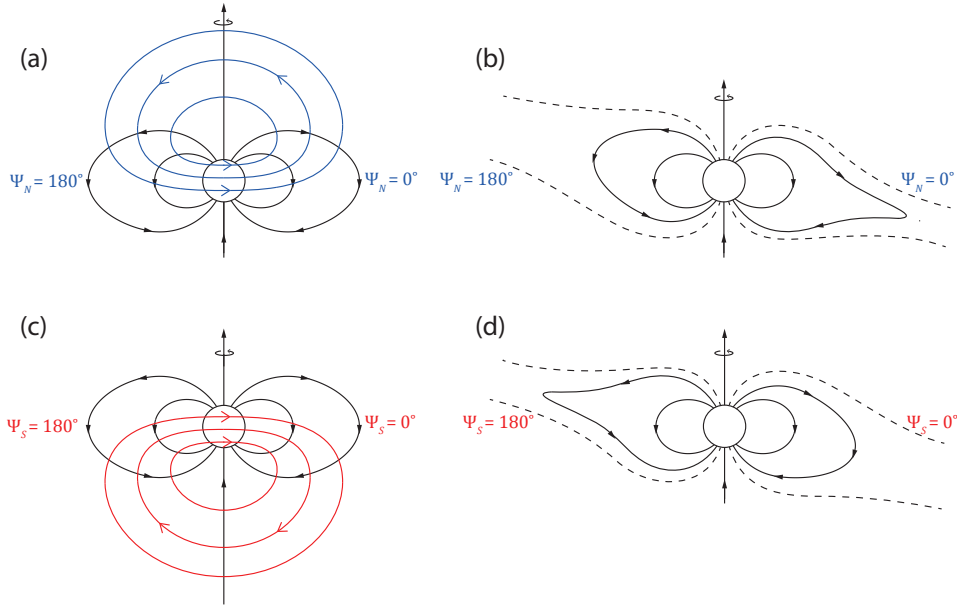 (a)
(b)
Ψ_N = 180°
Ψ_N = 0°
Ψ_N = 180°
Ψ_N = 0°
(c)
(d)
Ψ_S = 180°
Ψ_S = 0°
Ψ_S = 180°
Ψ_S = 0°